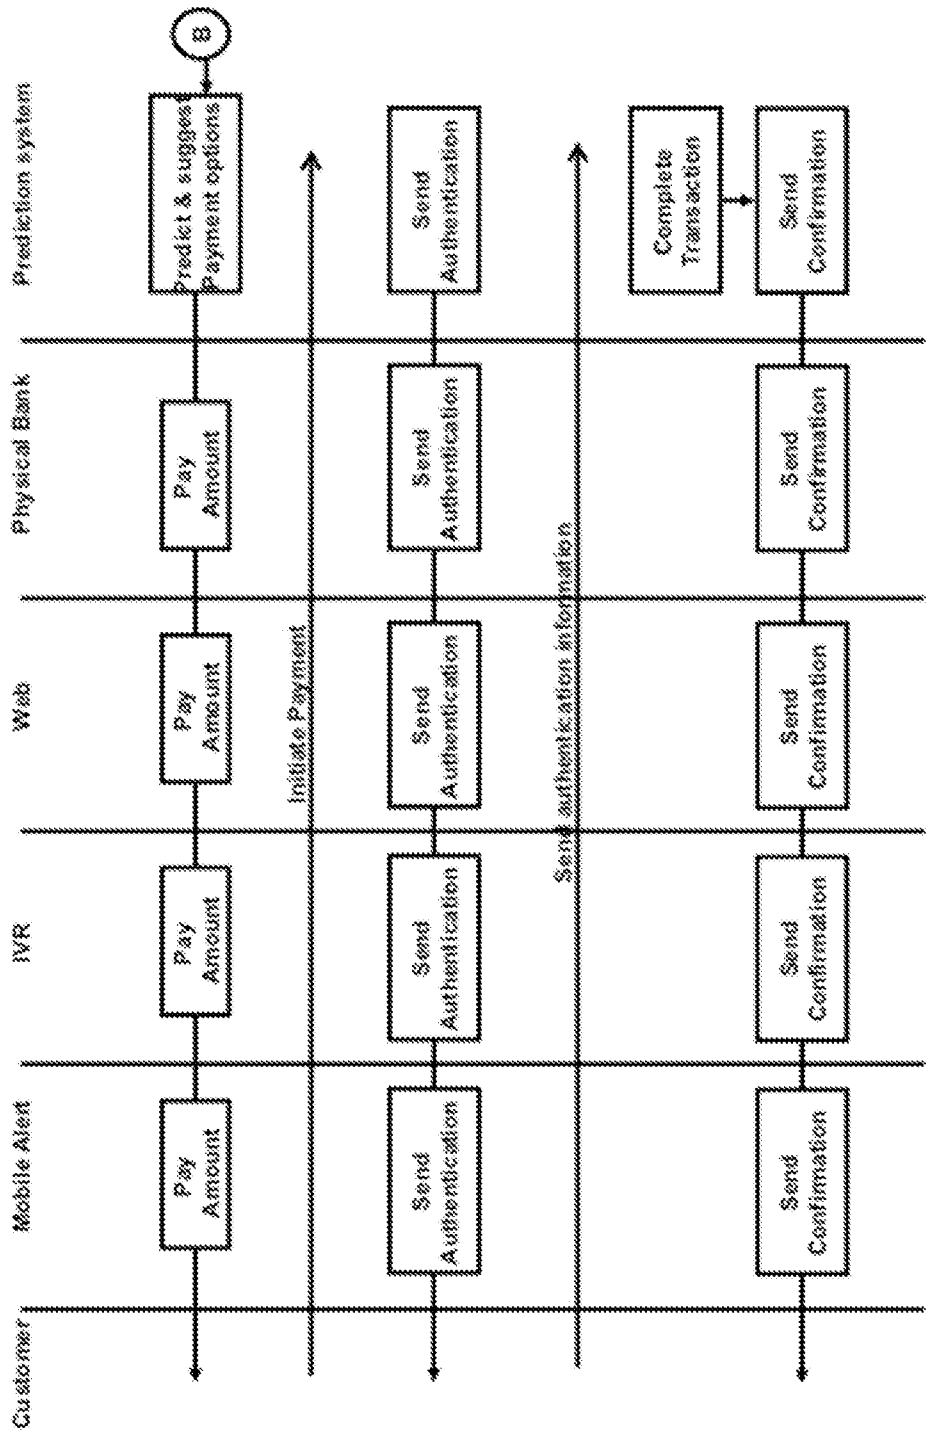 Customer
Mobile Alert
IVR
Web
Physical Bank
Prediction system
Pay
Amount
Pay
Amount
Pay
Amount
Pay
Amount
Predict & suggest
Payment options
B
Initiate Payment
Send
Authentication
Send
Authentication
Send
Authentication
Send
Authentication
Send
Authentication
Send authentication information
Complete
Transaction
Send
Confirmation
Send
Confirmation
Send
Confirmation
Send
Confirmation
Send
Confirmation